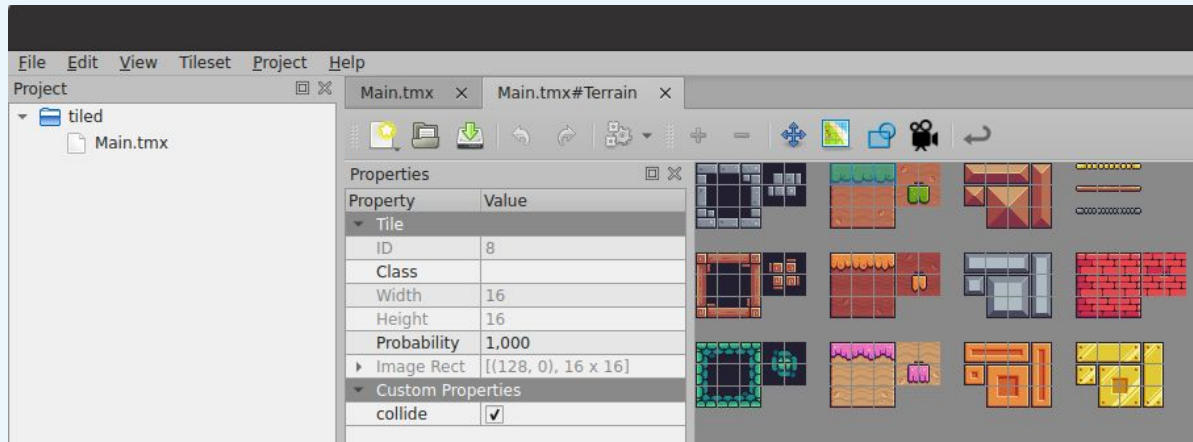 File Edit View Tileset Project Help
Project
tiled
Main.tmx
Main.tmx Main.tmx#Terrain
Properties
Property Value
Tile
ID 8
Class
Width 16
Height 16
Probability 1,000
Image Rect [(128, 0), 16 x 16]
Custom Properties
collide